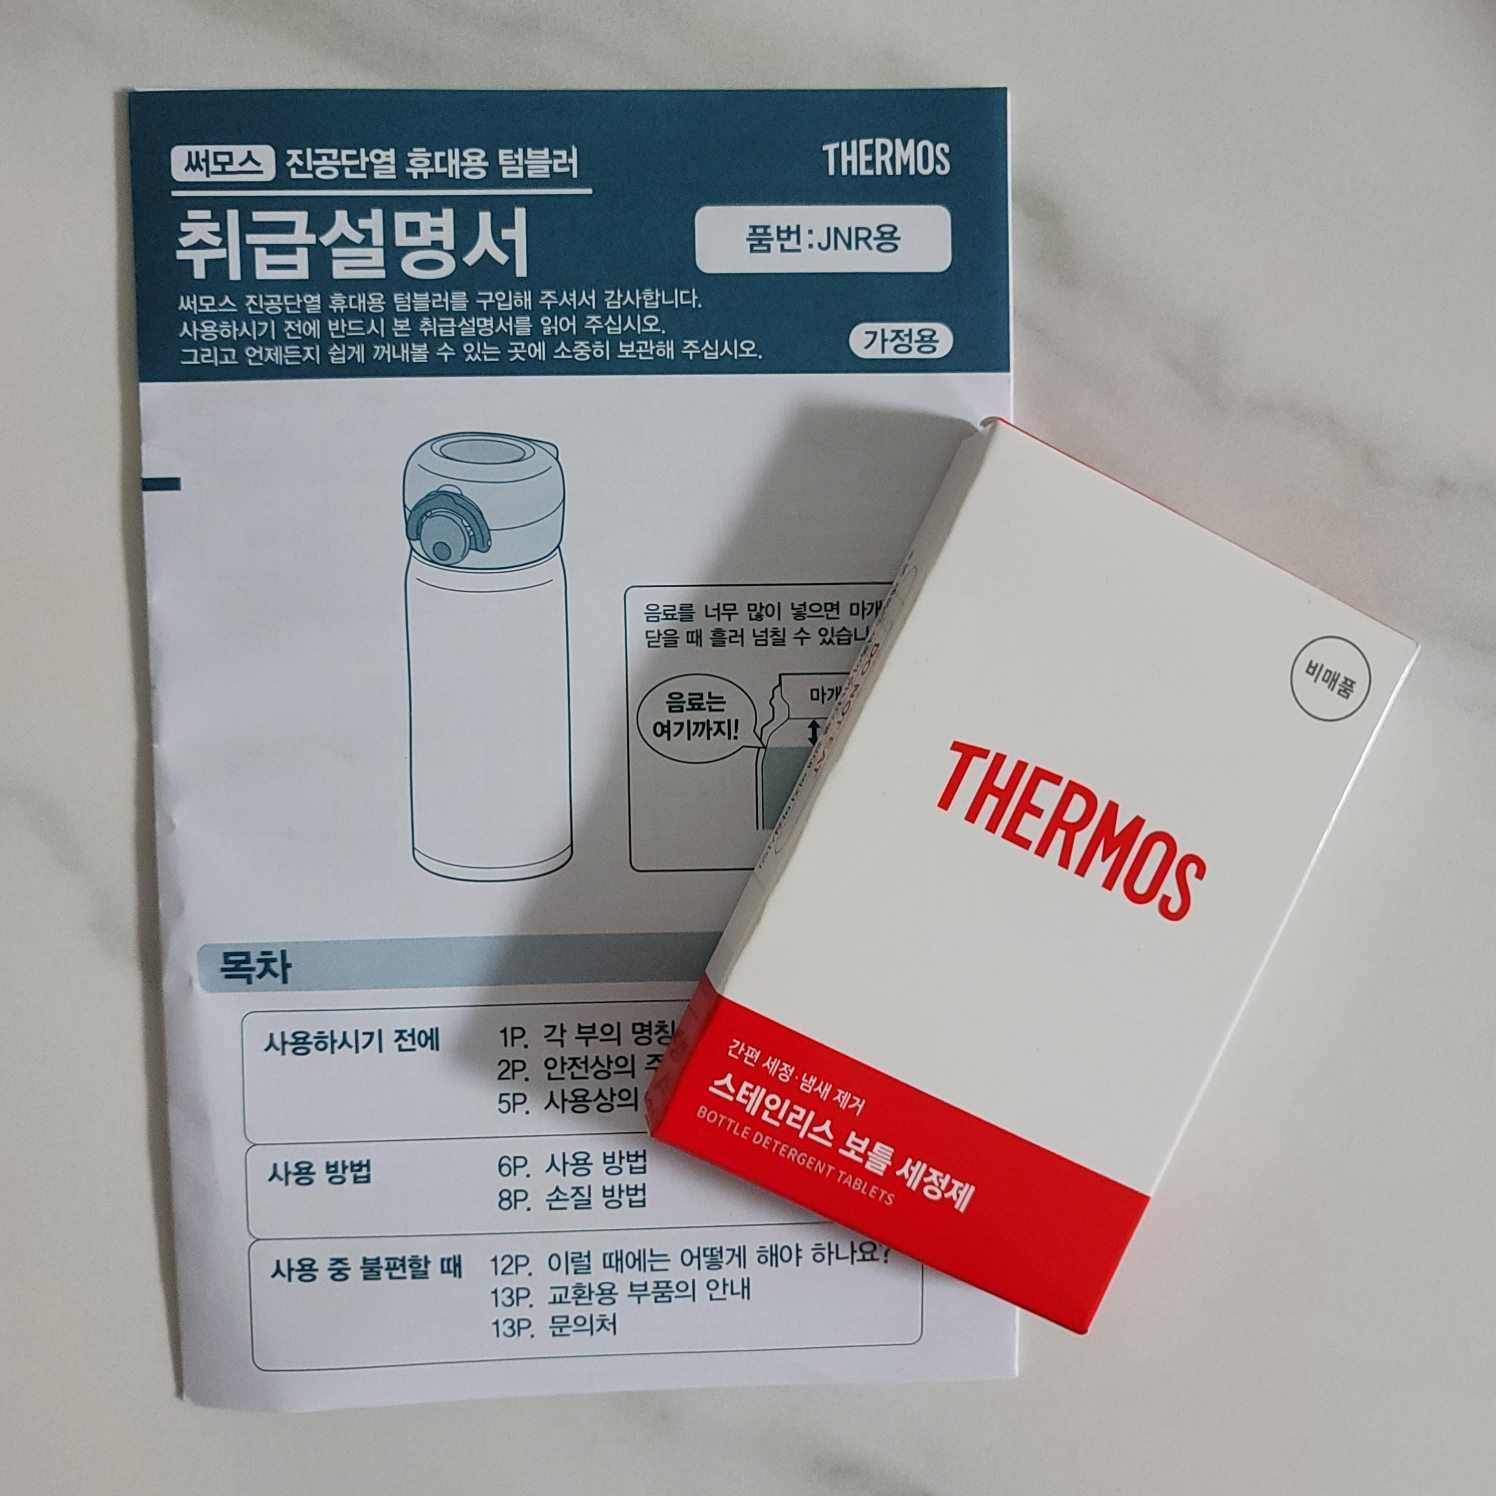 써모스 진공단열 휴대용 텀블러
THERMOS
취급설명서
품번:JNR용
써모스 진공단열 휴대용 텀블러를 구입해 주셔서 감사합니다.
사용하시기 전에 반드시 본 취급설명서를 읽어 주십시오.
그리고 언제든지 쉽게 꺼내볼 수 있는 곳에 소중히 보관해 주십시오.
가정용
음료를 너무 많이 넣으면
닫을 때 흘러 넘칠 수
음료는
여기까지!
목차
사용하시기 전에
1P. 각 부의 명칭
2P. 안전상의
5P. 사용상의
사용 방법
6P. 사용 방법
8P. 손질 방법
사용 중 불편할 때
12P. 이럴 때에는 어떻게 해야 하나요?
13P. 교환용 부품의 안내
13P. 문의처
비매품
THERMOS
간편 세정·냄새 제거
스테인리스 보틀 세정제
BOTTLE DETERGENT TABLETS